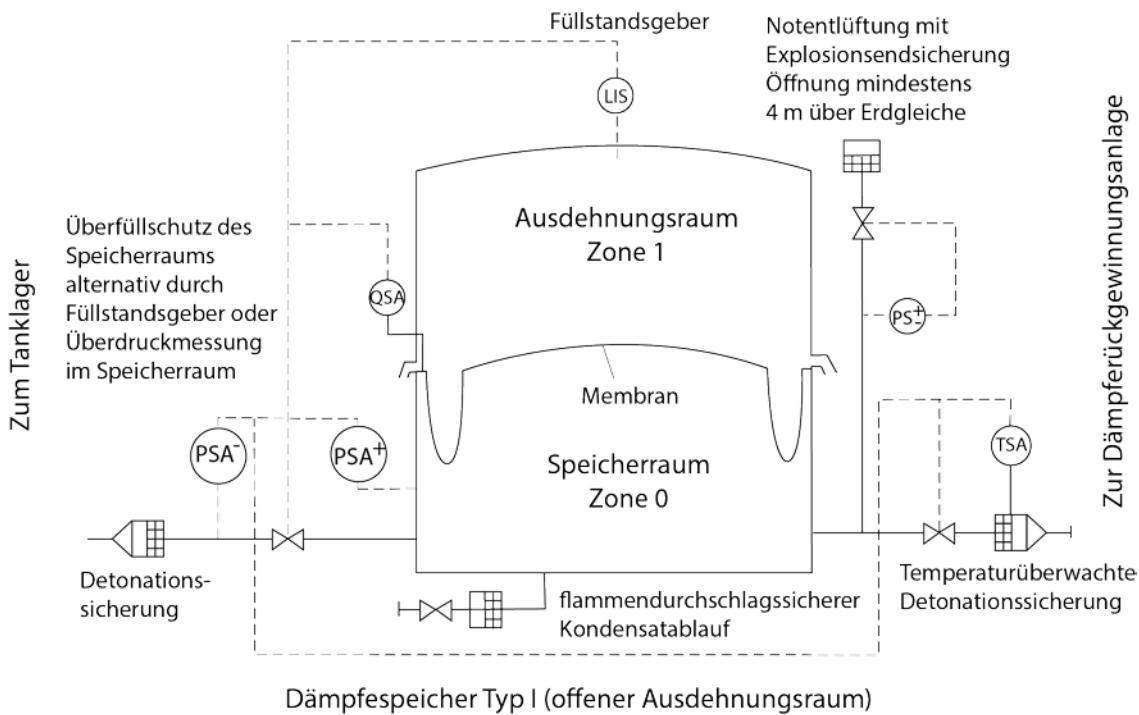 Füllstandsgeber
Notentlüftung mit
Explosionsendsicherung
Öffnung mindestens
4 m über Erdgleiche
LIS
Zum Tanklager
Überfüllschutz des
Speicherraums
alternativ durch
Füllstandsgeber oder
Überdruckmessung
im Speicherraum
Ausdehnungsraum
Zone 1
QSA
PS±
Membran
Zur Dämpferückgewinnungsanlage
PSA-
PSA+
Speicherraum
Zone 0
TSA
Detonations-
sicherung
flammendurchschlagssicherer
Kondensatablauf
Temperaturüberwachte
Detonationssicherung
Dämpfespeicher Typ I (offener Ausdehnungsraum)